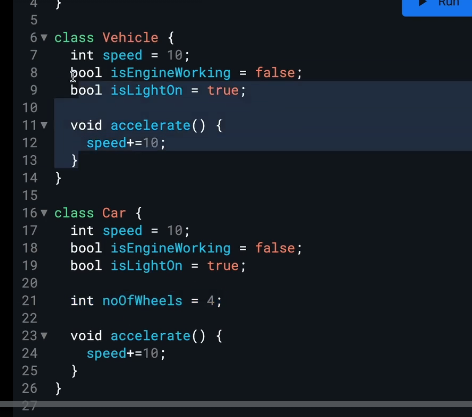 Run
4 }
5
6 class Vehicle {
7 int speed = 10;
8 bool isEngineWorking = false;
9 bool isLightOn = true;
10
11 void accelerate() {
12 speed+=10;
13 }
14 }
15
16 class Car {
17 int speed = 10;
18 bool isEngineWorking = false;
19 bool isLightOn = true;
20
21 int noOfWheels = 4;
22
23 void accelerate() {
24 speed+=10;
25 }
26 }
27